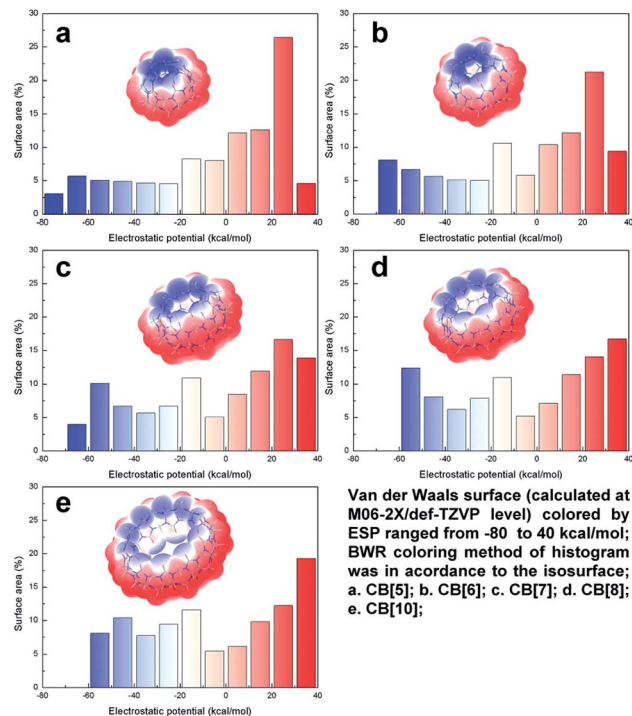 a
30
25
20
15
10
5
0
Surface area (%)
-80 -60 -40 -20 0 20 40
Electrostatic potential (kcal/mol)
b
30
25
20
15
10
5
0
Surface area (%)
-80 -60 -40 -20 0 20 40
Electrostatic potential (kcal/mol)
c
30
25
20
15
10
5
0
Surface area (%)
-80 -60 -40 -20 0 20 40
Electrostatic potential (kcal/mol)
d
30
25
20
15
10
5
0
Surface area (%)
-80 -60 -40 -20 0 20 40
Electrostatic potential (kcal/mol)
e
30
25
20
15
10
5
0
Surface area (%)
-80 -60 -40 -20 0 20 40
Electrostatic potential (kcal/mol)
Van der Waals surface (calculated at
M06-2X/def-TZVP level) colored by
ESP ranged from -80 to 40 kcal/mol;
BWR coloring method of histogram
was in acordance to the isosurface;
a. CB[5]; b. CB[6]; c. CB[7]; d. CB[8];
e. CB[10];